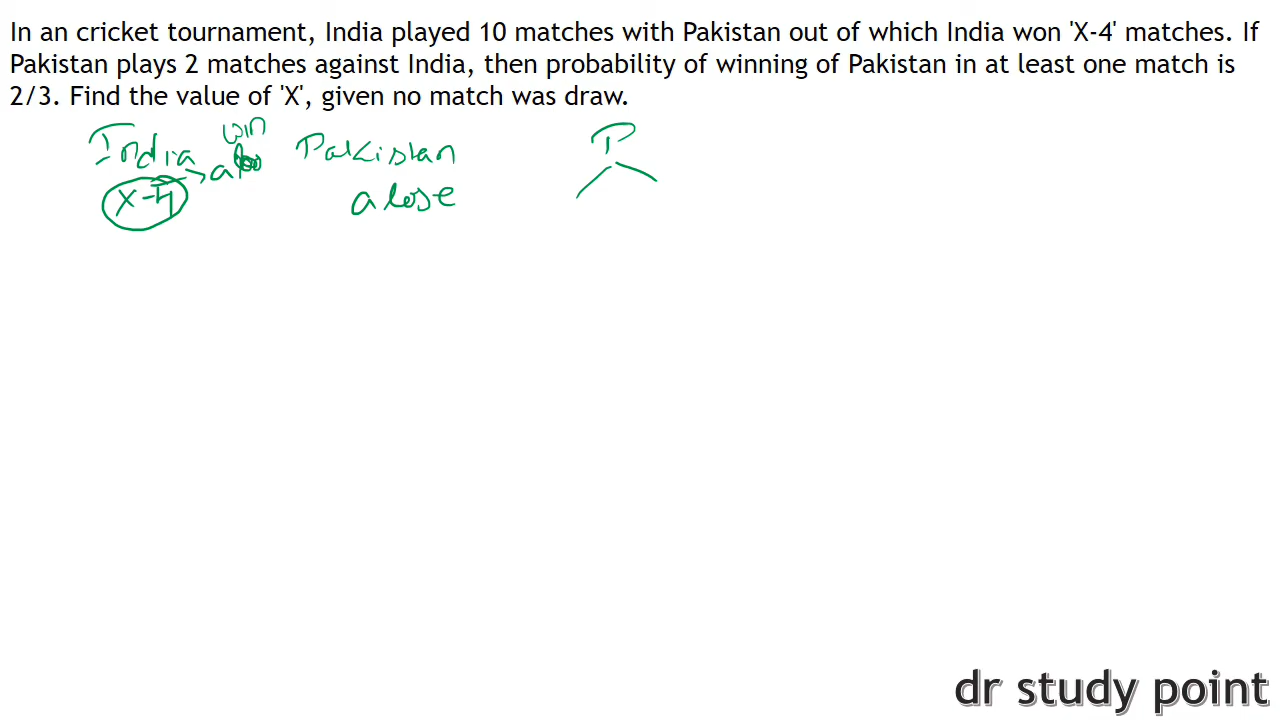 In an cricket tournament, India played 10 matches with Pakistan out of which India won 'X-4' matches. If
Pakistan plays 2 matches against India, then probability of winning of Pakistan in at least one match is
2/3. Find the value of 'X', given no match was draw.
win
India Pakistan P
a
x-4 a lose
dr study point